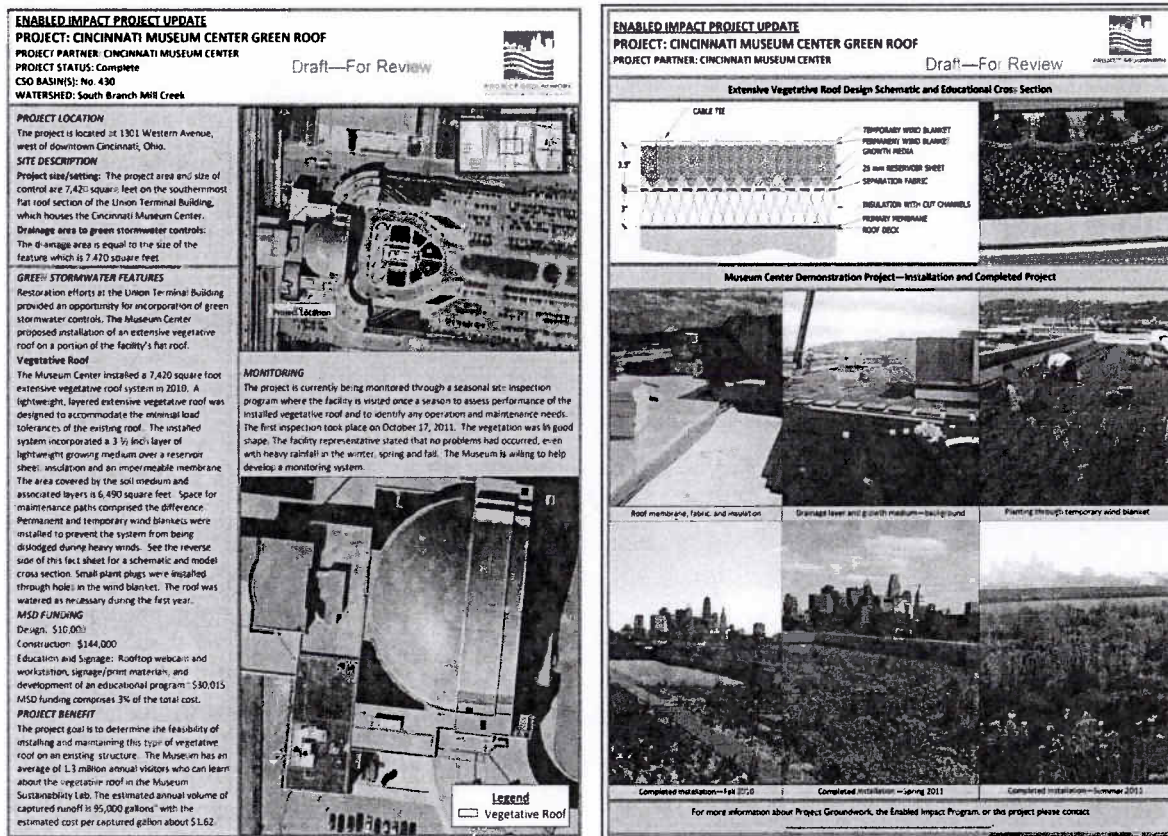 ENABLED IMPACT PROJECT UPDATE
PROJECT: CINCINNATI MUSEUM CENTER GREEN ROOF
PROJECT PARTNER: CINCINNATI MUSEUM CENTER
PROJECT STATUS: Complete
CSO BASIN(S): No. 430
WATERSHED: South Branch Mill Creek
Draft—For Review
PROJECT LOCATION
The project is located at 1301 Western Avenue,
west of downtown Cincinnati, Ohio.
SITE DESCRIPTION
Project size/setting: The project area and size of
control are 7,420 square feet on the southernmost
flat roof section of the Union Terminal Building,
which houses the Cincinnati Museum Center.
Drainage area to green stormwater controls:
The drainage area is equal to the size of the
feature which is 7,420 square feet
GREEN STORMWATER FEATURES
Restoration efforts at the Union Terminal Building
provided an opportunity for incorporation of green
stormwater controls. The Museum Center
proposed installation of an extensive vegetative
roof on a portion of the facility's flat roof.
Vegetative Roof
The Museum Center installed a 7,420 square foot
extensive vegetative roof system in 2010. A
lightweight, layered extensive vegetative roof was
designed to accommodate the minimal load
tolerances of the existing roof. The installed
system incorporated a 3 ½ inch layer of
lightweight growing medium over a reservoir
sheet, insulation and an impermeable membrane
The area covered by the soil medium and
associated layers is 6,490 square feet. Space for
maintenance paths comprised the difference.
Permanent and temporary wind blankets were
installed to prevent the system from being
dislodged during heavy winds. See the reverse
side of this fact sheet for a schematic and model
cross section. Small plant plugs were installed
through holes in the wind blanket. The roof was
watered as necessary during the first year.
MSD FUNDING
Design: $10,000
Construction: $144,000
Education and Signage: Rooftop webcam and
workstation, signage/print materials, and
development of an educational program: $30,015
MSD funding comprises 3% of the total cost.
PROJECT BENEFIT
The project goal is to determine the feasibility of
installing and maintaining this type of vegetative
roof on an existing structure. The Museum has an
average of 1.3 million annual visitors who can learn
about the vegetative roof in the Museum
Sustainability Lab. The estimated annual volume of
captured runoff is 95,000 gallons with the
estimated cost per captured gallon about $1.62
Project Location
MONITORING
The project is currently being monitored through a seasonal site inspection
program where the facility is visited once a season to assess performance of the
installed vegetative roof and to identify any operation and maintenance needs.
The first inspection took place on October 17, 2011. The vegetation was in good
shape. The facility representative stated that no problems had occurred, even
with heavy rainfall in the winter, spring and fall. The Museum is willing to help
develop a monitoring system.
Legend
Vegetative Roof
ENABLED IMPACT PROJECT UPDATE
PROJECT: CINCINNATI MUSEUM CENTER GREEN ROOF
PROJECT PARTNER: CINCINNATI MUSEUM CENTER
Draft—For Review
Extensive Vegetative Roof Design Schematic and Educational Cross Section
CABLE TIE
TEMPORARY WIND BLANKET
PERMANENT WIND BLANKET
GROWTH MEDIA
3.5"
25 mm RESERVOIR SHEET
SEPARATION FABRIC
3"
INSULATION WITH CUT CHANNELS
PRIMARY MEMBRANE
ROOF DECK
Museum Center Demonstration Project—Installation and Completed Project
Roof membrane, fabric, and insulation
Drainage layer and growth medium—background
Planting through temporary wind blanket
Completed installation—Fall 2010
Completed installation—Spring 2011
Completed installation—Summer 2011
For more information about Project Groundwork, the Enabled Impact Program, or this project please contact